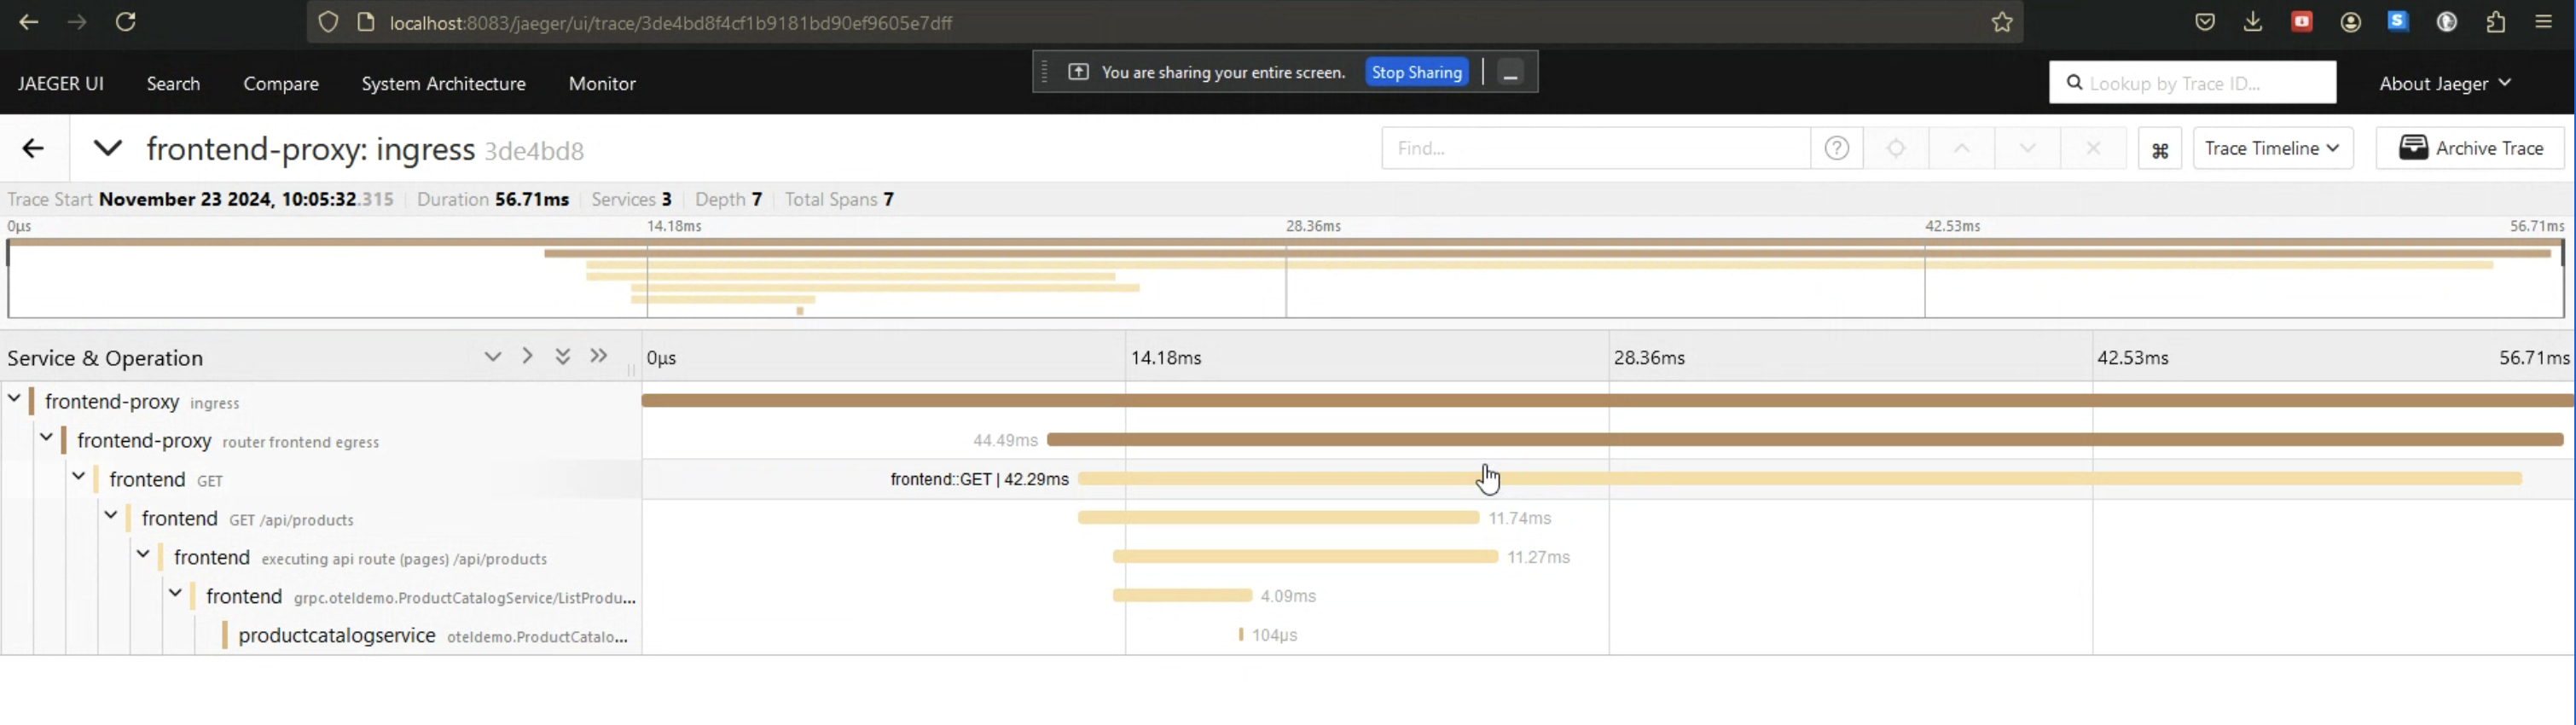 localhost:8083/jaeger/ui/trace/3de4bd8f4cf1b9181bd90ef9605e7dff
You are sharing your entire screen. Stop Sharing
JAEGER UI Search Compare System Architecture Monitor Lookup by Trace ID... About Jaeger
frontend-proxy: ingress 3de4bd8 Find... Trace Timeline Archive Trace
Trace Start November 23 2024, 10:05:32.315 Duration 56.71ms Services 3 Depth 7 Total Spans 7
0µs 14.18ms 28.36ms 42.53ms 56.71ms
Service & Operation 0µs 14.18ms 28.36ms 42.53ms 56.71ms
frontend-proxy ingress
frontend-proxy router frontend egress 44.49ms
frontend GET frontend::GET | 42.29ms
frontend GET /api/products 11.74ms
frontend executing api route (pages) /api/products 11.27ms
frontend grpc.oteldemo.ProductCatalogService/ListProdu... 4.09ms
productcatalogservice oteldemo.ProductCatalo... 104µs